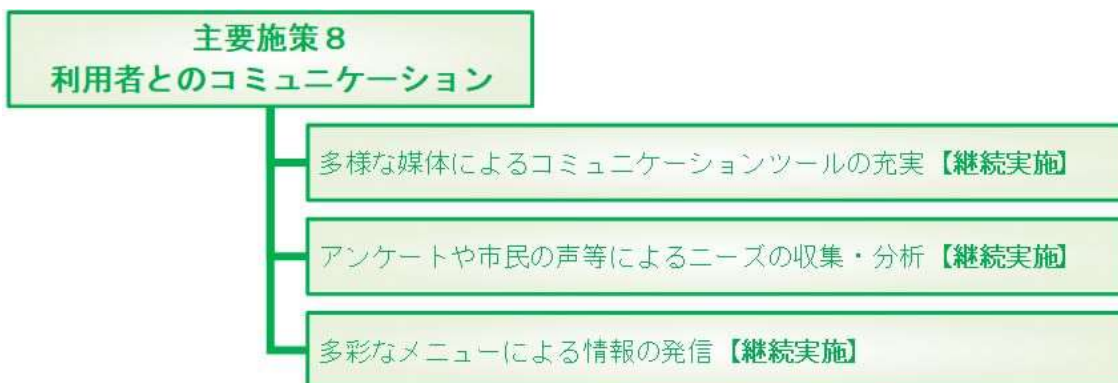 主要施策８
利用者とのコミュニケーション
多様な媒体によるコミュニケーションツールの充実【継続実施】
アンケートや市民の声等によるニーズの収集・分析【継続実施】
多彩なメニューによる情報の発信【継続実施】